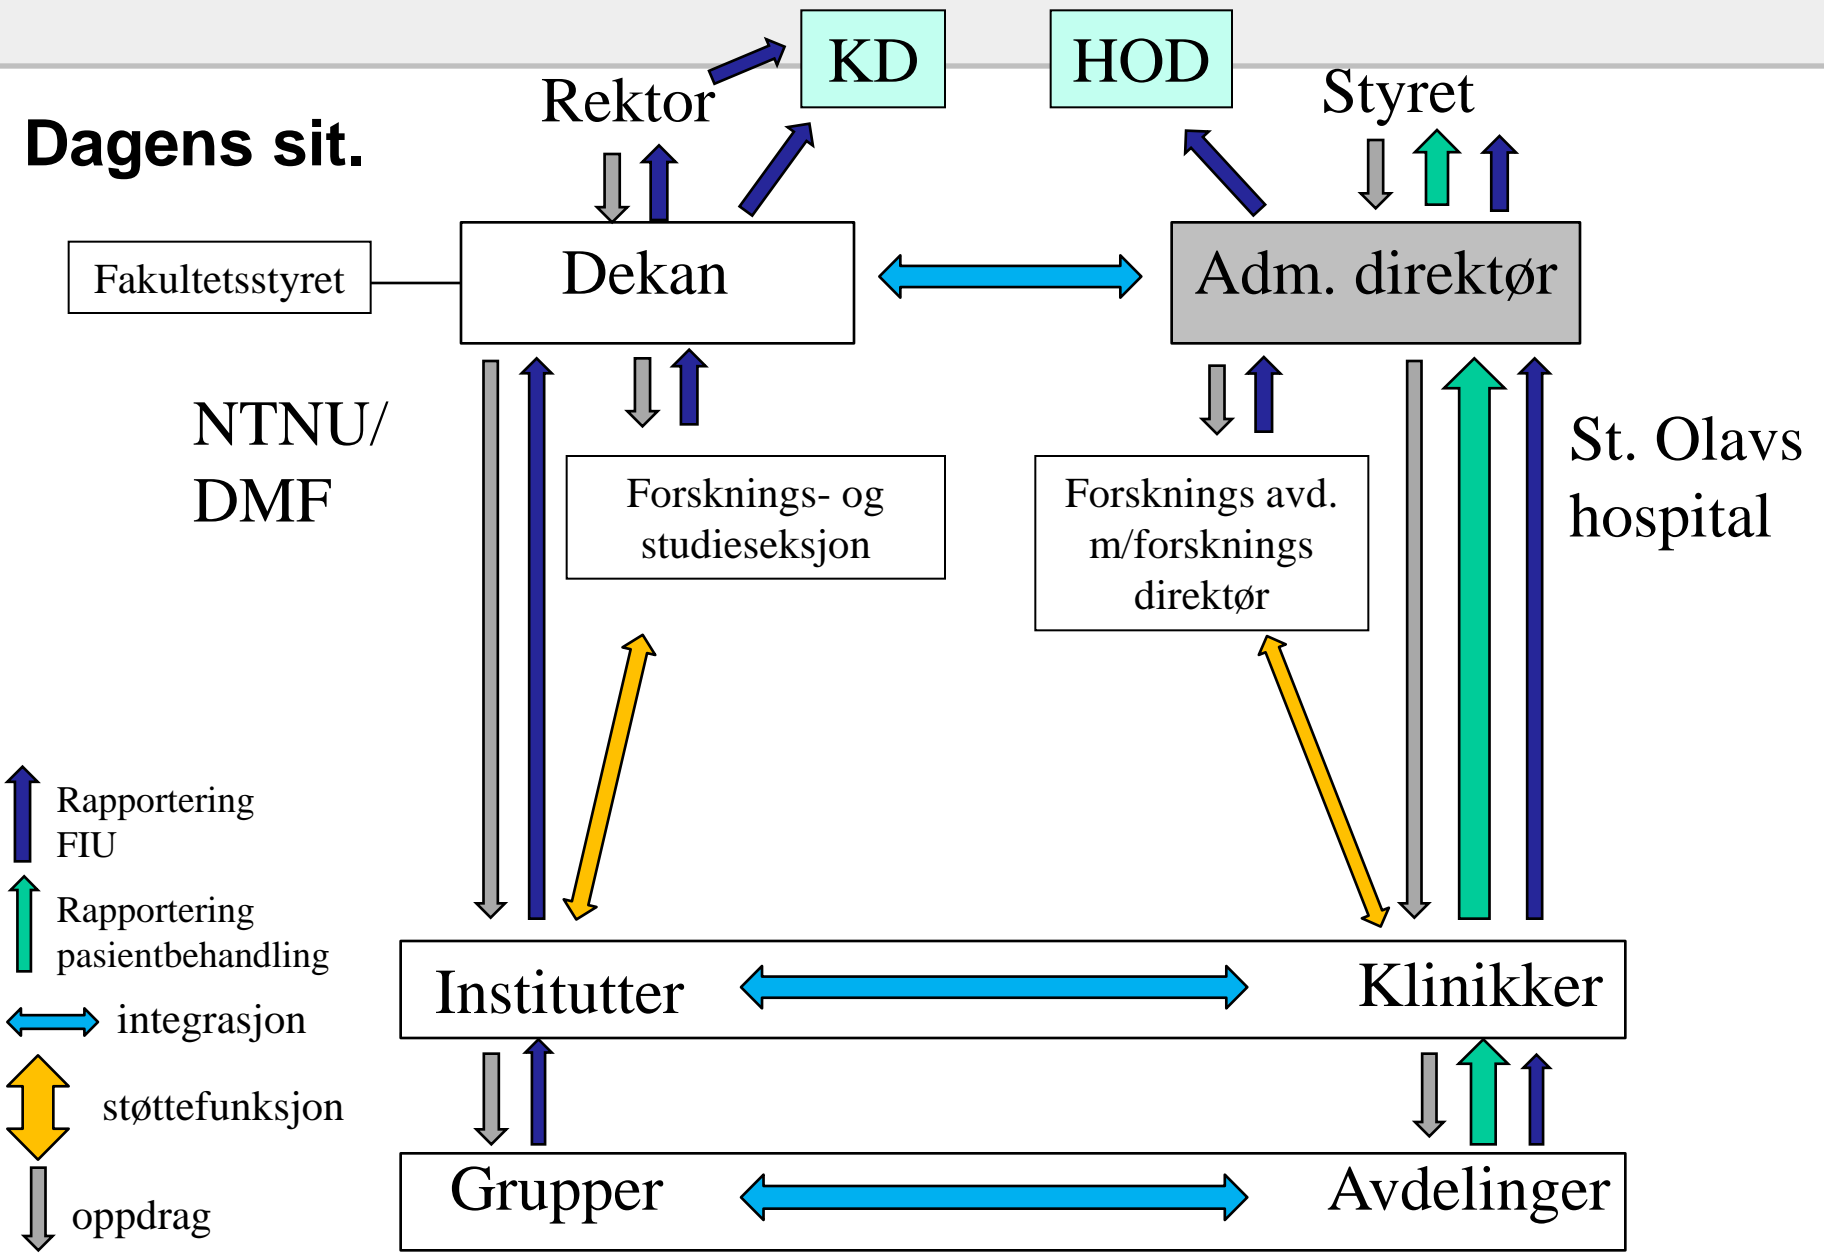 KD
HOD
Rektor
Styret
Dagens sit.
Fakultetsstyret
Dekan
Adm. direktør
NTNU/
DMF
Forsknings- og
studieseksjon
Forsknings avd.
m/forsknings
direktør
St. Olavs
hospital
Rapportering
FIU
Rapportering
pasientbehandling
integrasjon
støttefunksjon
oppdrag
Institutter
Klinikker
Grupper
Avdelinger